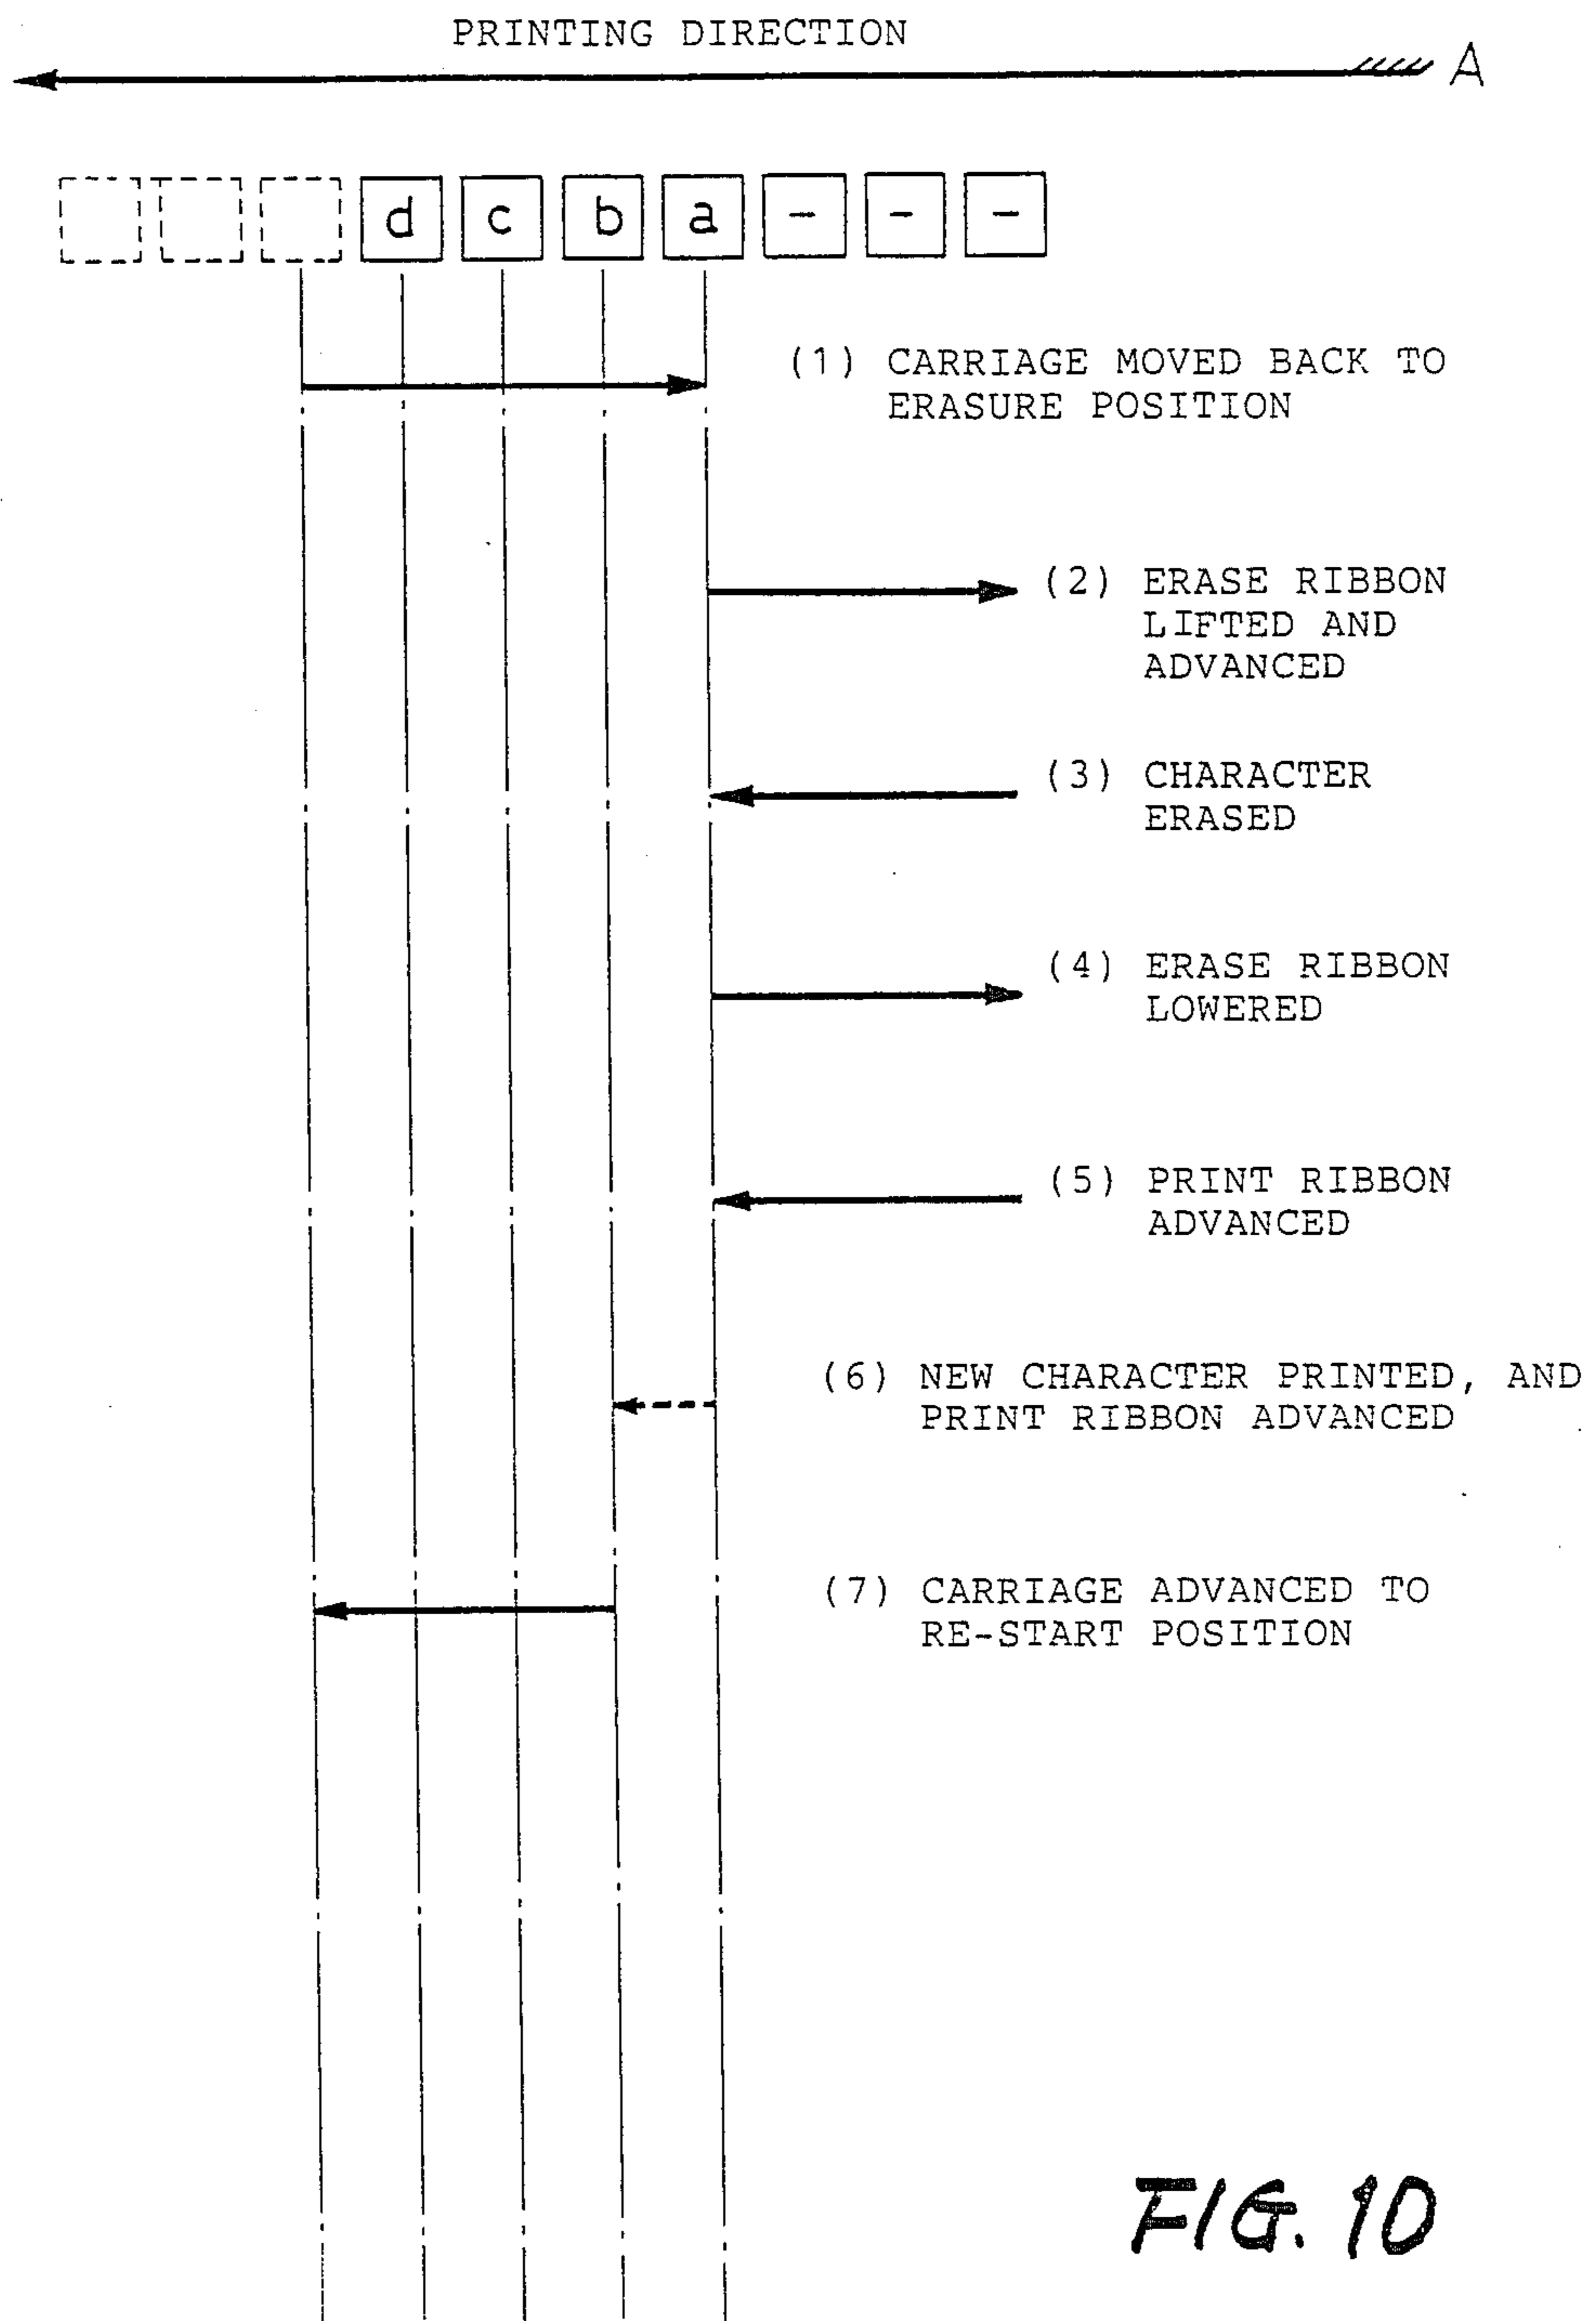 PRINTING DIRECTION
A
d c b a - - -
(1) CARRIAGE MOVED BACK TO
ERASURE POSITION
(2) ERASE RIBBON
LIFTED AND
ADVANCED
(3) CHARACTER
ERASED
(4) ERASE RIBBON
LOWERED
(5) PRINT RIBBON
ADVANCED
(6) NEW CHARACTER PRINTED, AND
PRINT RIBBON ADVANCED
(7) CARRIAGE ADVANCED TO
RE-START POSITION
FIG. 10